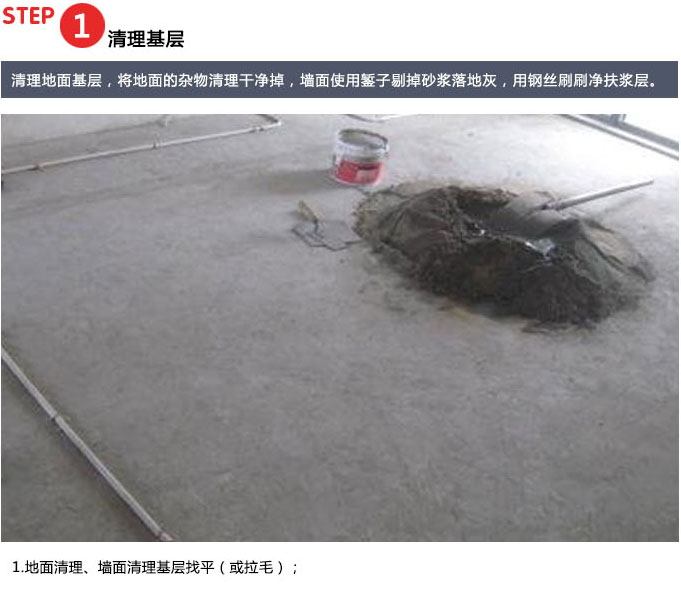 STEP 1 清理基层
清理地面基层，将地面的杂物清理干净掉，墙面使用錾子剔掉砂浆落地灰，用钢丝刷刷净扶浆层。
1.地面清理、墙面清理基层找平（或拉毛）；